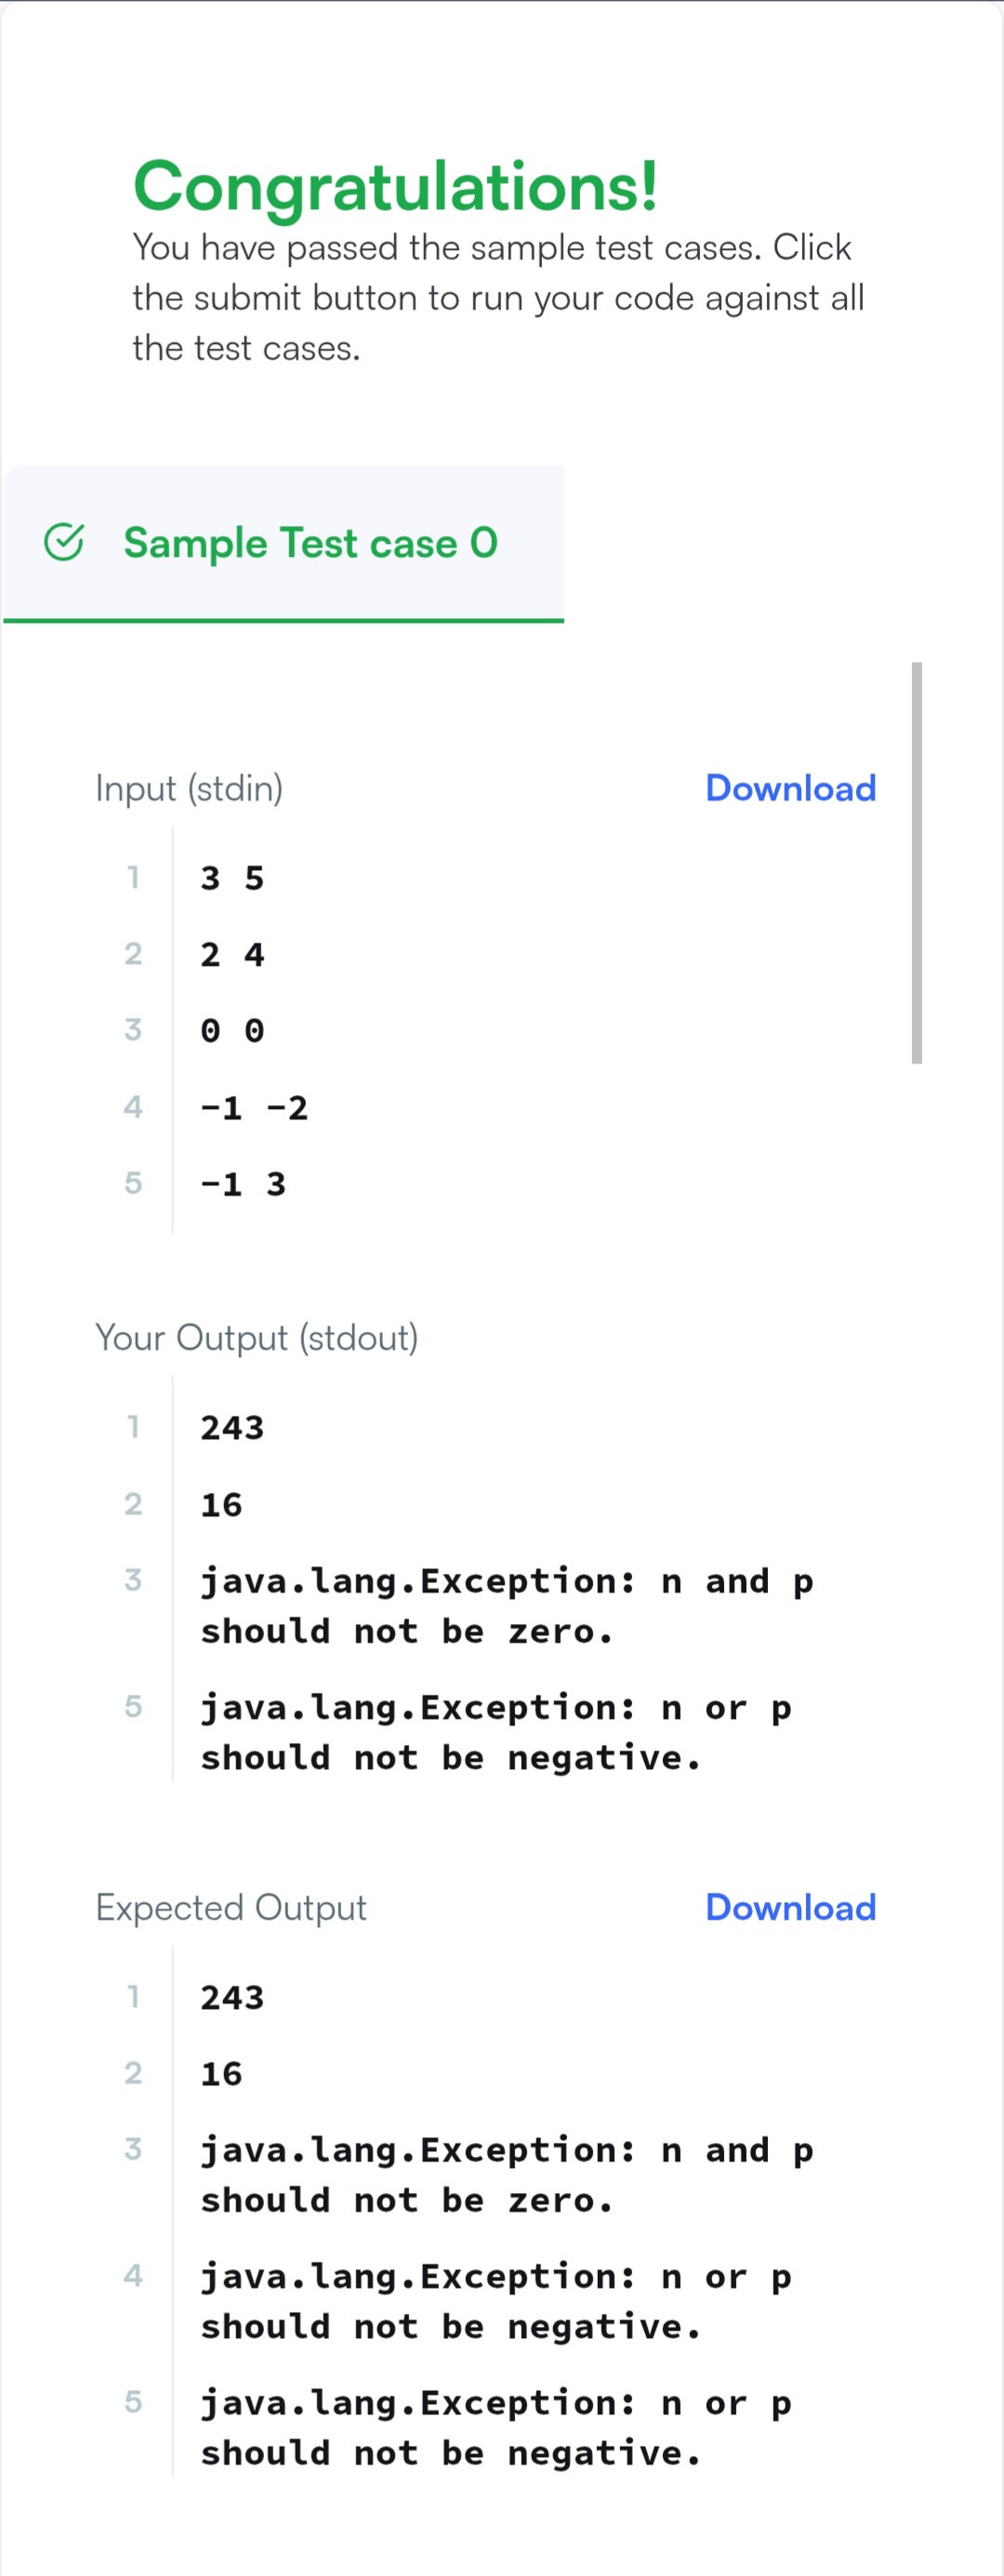 Congratulations!
You have passed the sample test cases. Click
the submit button to run your code against all
the test cases.
Sample Test case 0
Input (stdin)
Download
1 3 5
2 2 4
3 0 0
4 -1 -2
5 -1 3
Your Output (stdout)
1 243
2 16
3 java.lang.Exception: n and p
should not be zero.
5 java.lang.Exception: n or p
should not be negative.
Expected Output
Download
1 243
2 16
3 java.lang.Exception: n and p
should not be zero.
4 java.lang.Exception: n or p
should not be negative.
5 java.lang.Exception: n or p
should not be negative.